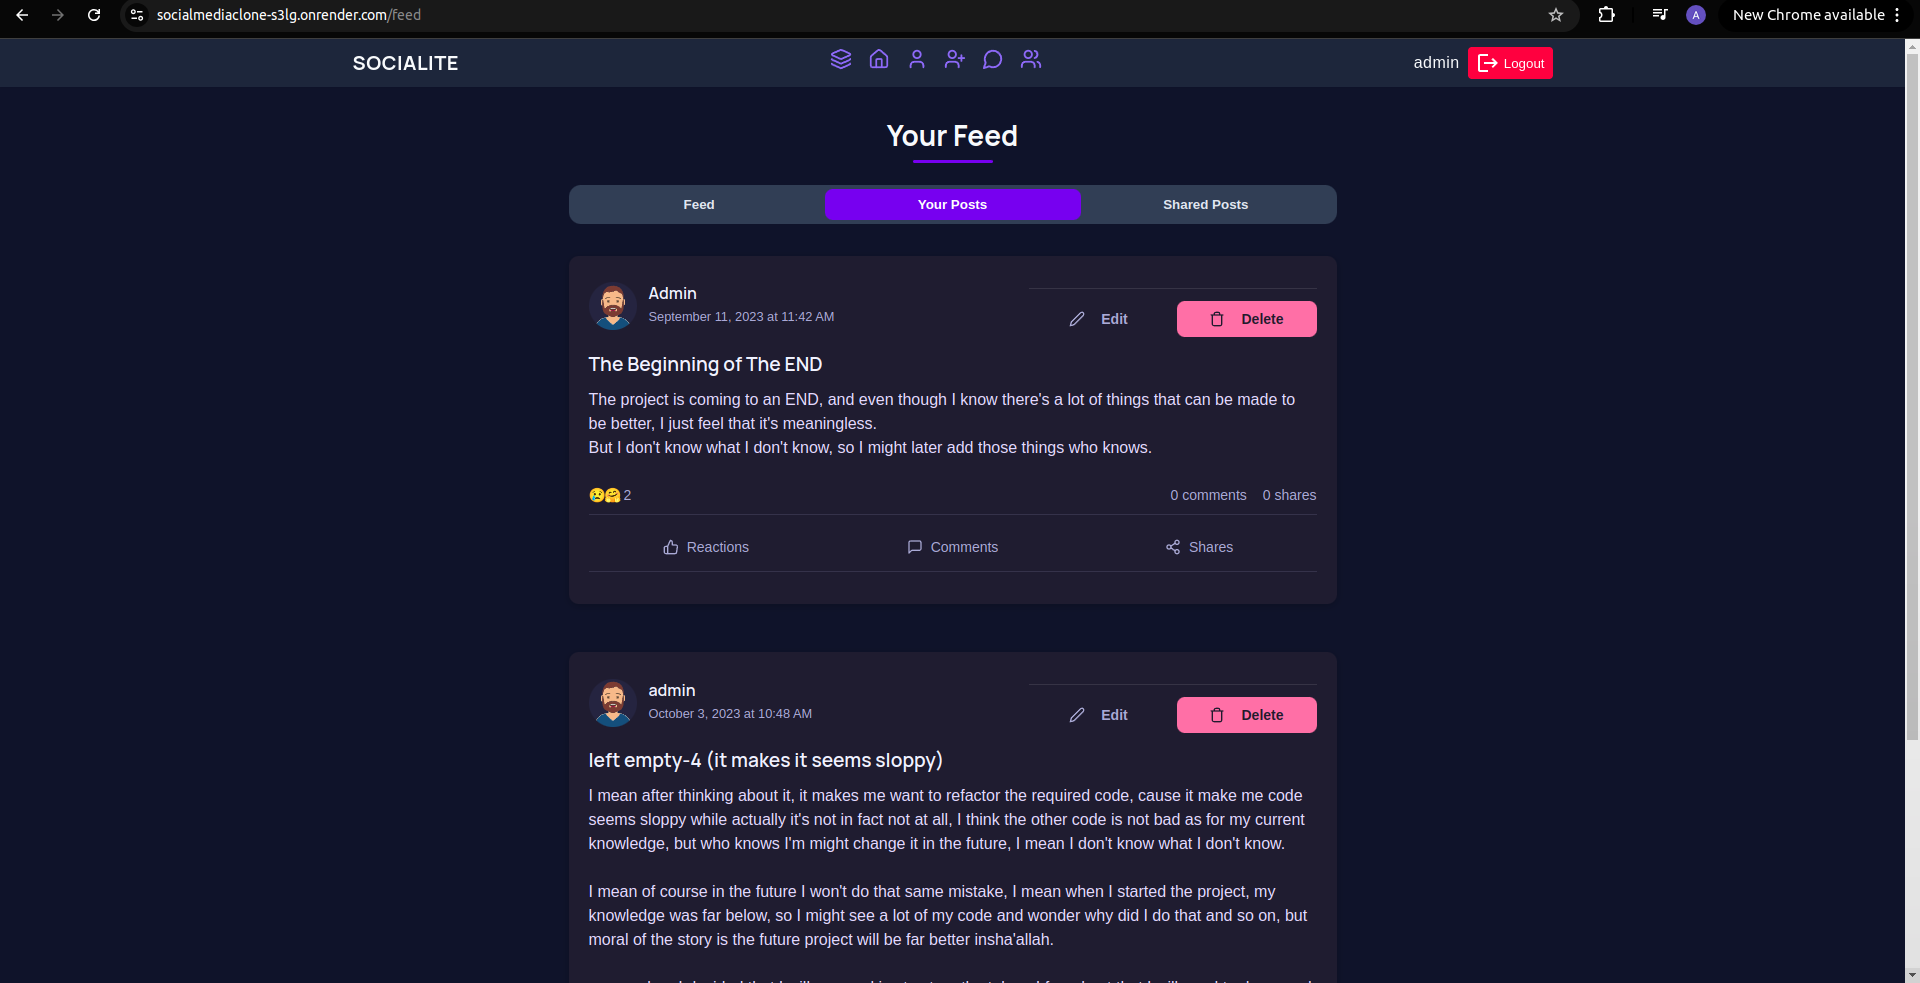 socialmediaclone-s3lg.onrender.com/feed
A
New Chrome available
SOCIALITE
admin
Logout
Your Feed
Feed
Your Posts
Shared Posts
Admin
September 11, 2023 at 11:42 AM
Edit
Delete
The Beginning of The END
The project is coming to an END, and even though I know there's a lot of things that can be made to
be better, I just feel that it's meaningless.
But I don't know what I don't know, so I might later add those things who knows.
2
0 comments
0 shares
Reactions
Comments
Shares
admin
October 3, 2023 at 10:48 AM
Edit
Delete
left empty-4 (it makes it seems sloppy)
I mean after thinking about it, it makes me want to refactor the required code, cause it make me code
seems sloppy while actually it's not in fact not at all, I think the other code is not bad as for my current
knowledge, but who knows I'm might change it in the future, I mean I don't know what I don't know.
I mean of course in the future I won't do that same mistake, I mean when I started the project, my
knowledge was far below, so I might see a lot of my code and wonder why did I do that and so on, but
moral of the story is the future project will be far better insha'allah.